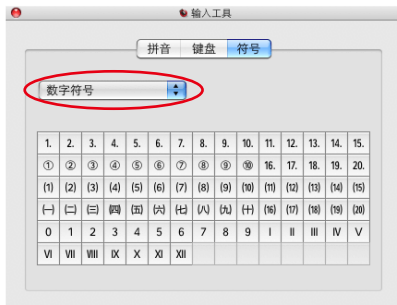 输入工具
拼音 键盘 符号
数字符号
1. 2. 3. 4. 5. 6. 7. 8. 9. 10. 11. 12. 13. 14. 15.
① ② ③ ④ ⑤ ⑥ ⑦ ⑧ ⑨ ⑩ 16. 17. 18. 19. 20.
⑴ ⑵ ⑶ ⑷ ⑸ ⑹ ⑺ ⑻ ⑼ ⑽ ⑾ ⑿ ⒀ ⒁ ⒂
㈠ ㈡ ㈢ ㈣ ㈤ ㈥ ㈦ ㈧ ㈨ ㈩ ⒃ ⒄ ⒅ ⒆ ⒇
0 1 2 3 4 5 6 7 8 9 Ⅰ Ⅱ Ⅲ Ⅳ Ⅴ
Ⅵ Ⅶ Ⅷ Ⅸ Ⅹ Ⅺ Ⅻ